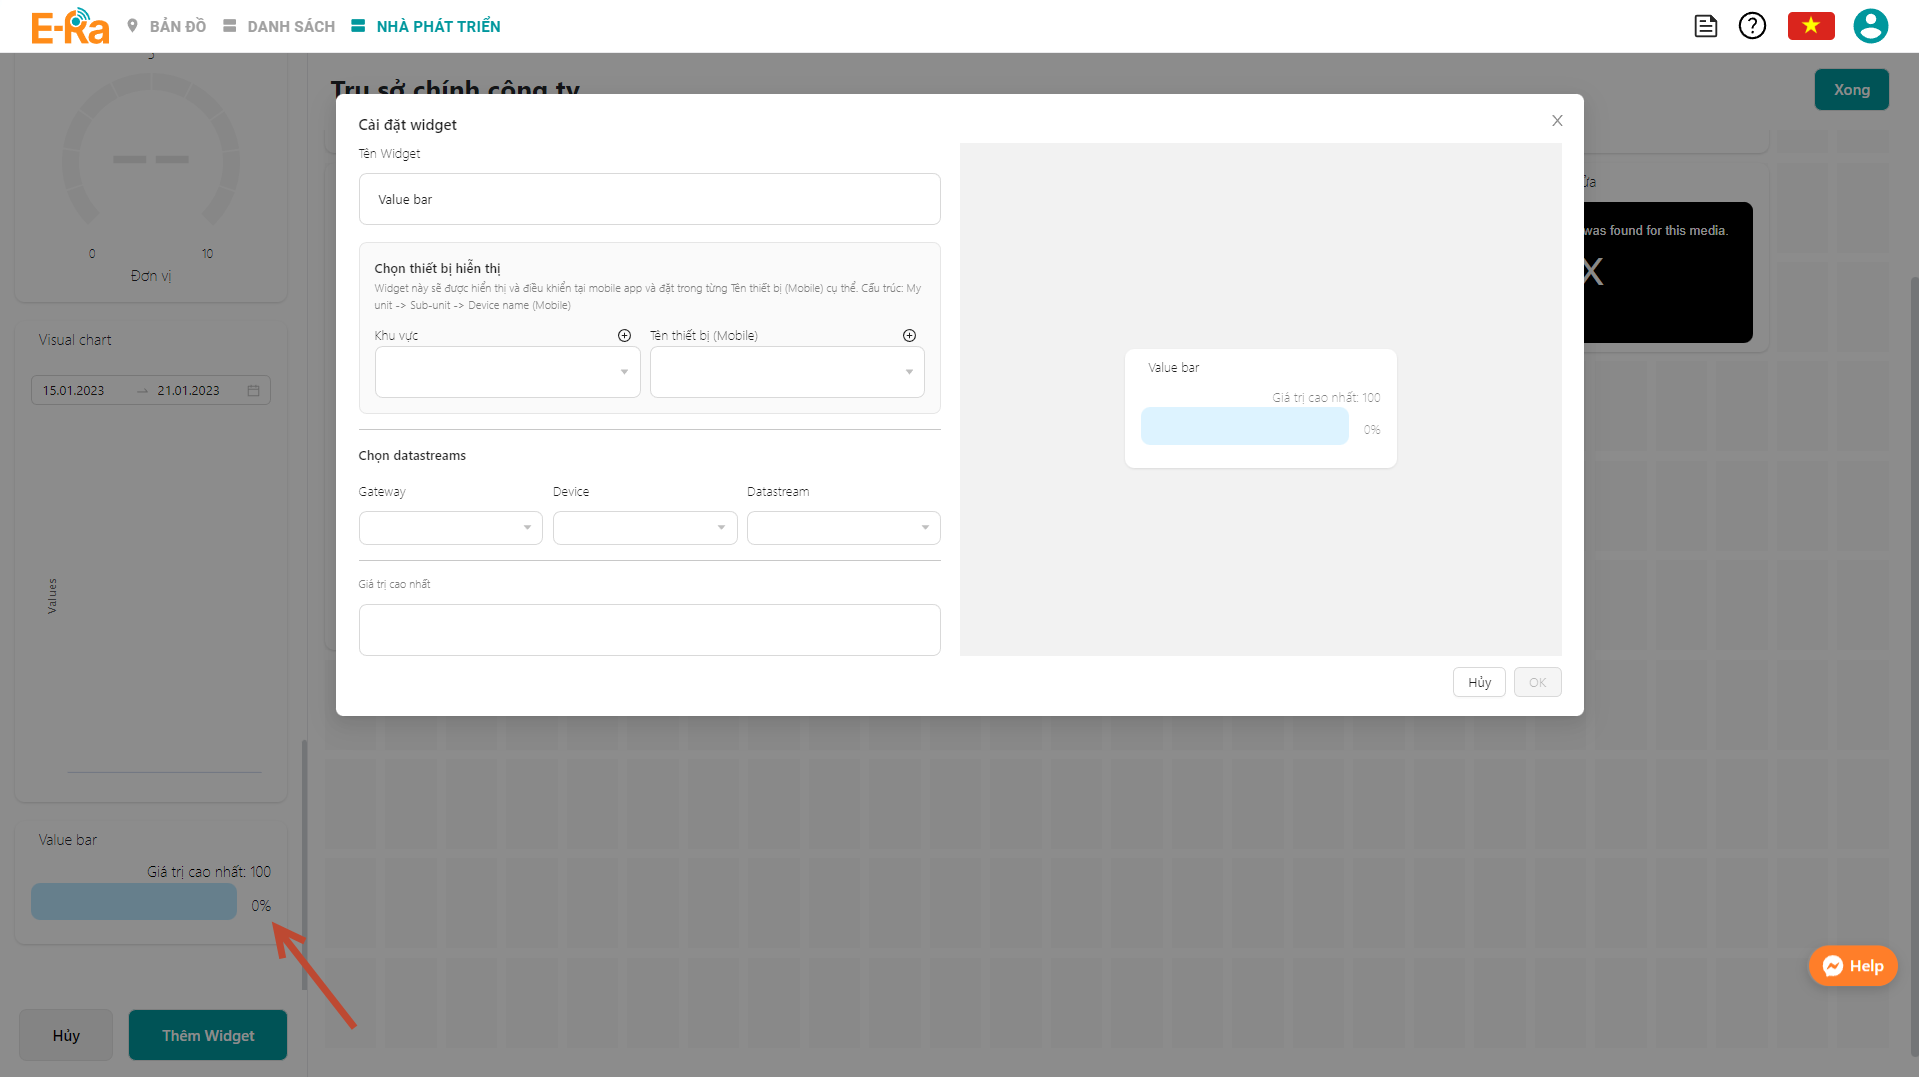 E-Ra
BẢN ĐỒ
DANH SÁCH
NHÀ PHÁT TRIỂN
Trụ sở chính công ty
Xong
0
10
Đơn vị
Visual chart
15.01.2023
21.01.2023
Values
Value bar
Giá trị cao nhất: 100
0%
Hủy
Thêm Widget
Cài đặt widget
Tên Widget
Value bar
Chọn thiết bị hiễn thị
Widget này sẽ được hiển thị và điều khiển tại mobile app và đặt trong từng Tên thiết bị (Mobile) cụ thể. Cấu trúc: My
unit -> Sub-unit -> Device name (Mobile)
Khu vực
Tên thiết bị (Mobile)
Chọn datastreams
Gateway
Device
Datastream
Giá trị cao nhất
Value bar
Giá trị cao nhất: 100
0%
Hủy
OK
was found for this media.
X
Help